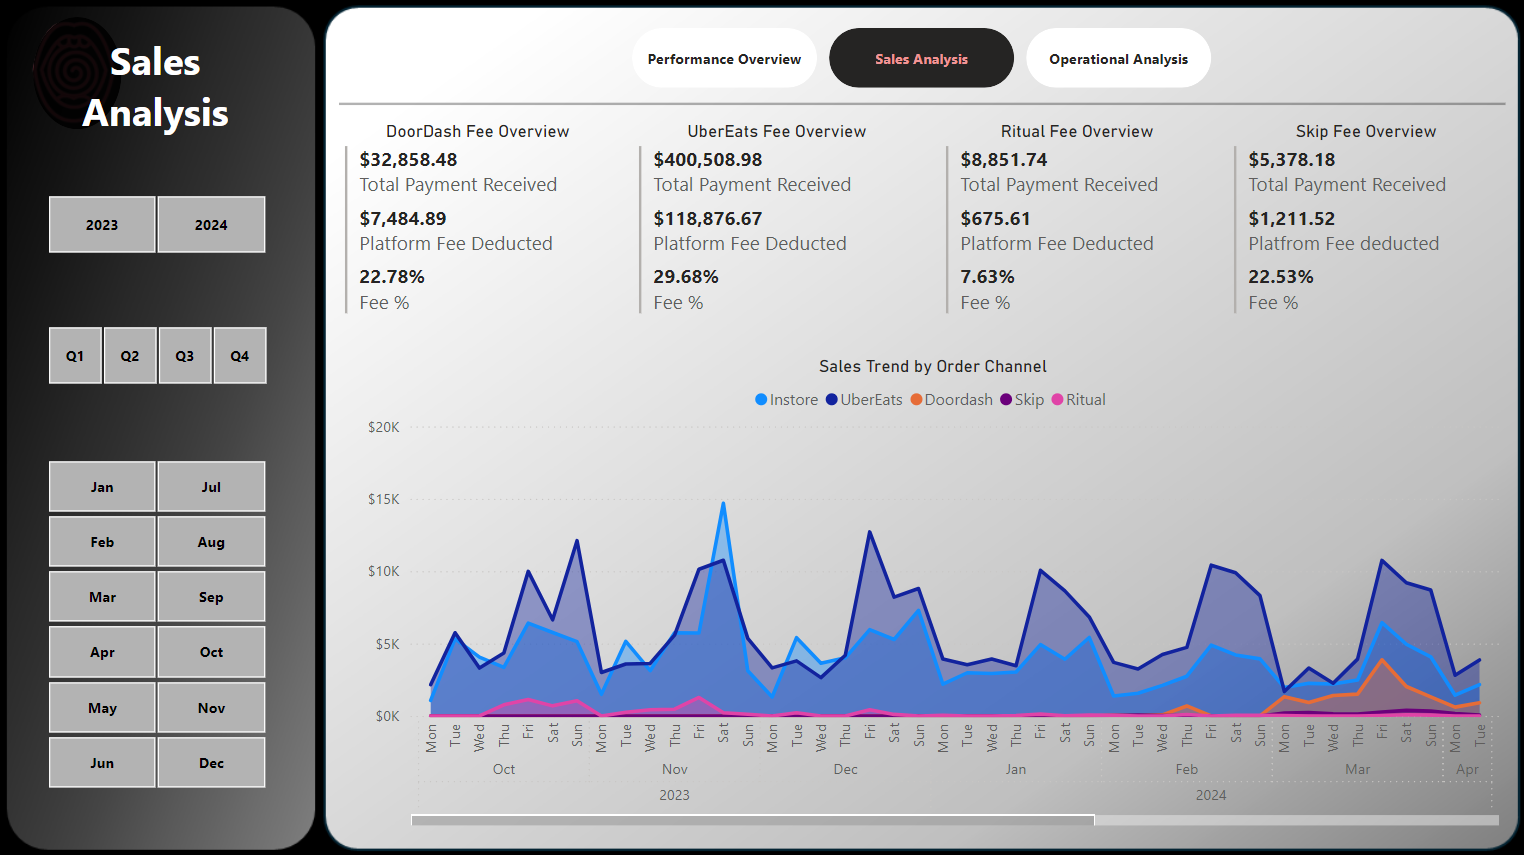 Sales
Analysis
2023 2024
Q1 Q2 Q3 Q4
Jan Jul
Feb Aug
Mar Sep
Apr Oct
May Nov
Jun Dec
Performance Overview Sales Analysis Operational Analysis
DoorDash Fee Overview
$32,858.48
Total Payment Received
$7,484.89
Platform Fee Deducted
22.78%
Fee %
UberEats Fee Overview
$400,508.98
Total Payment Received
$118,876.67
Platform Fee Deducted
29.68%
Fee %
Ritual Fee Overview
$8,851.74
Total Payment Received
$675.61
Platform Fee Deducted
7.63%
Fee %
Skip Fee Overview
$5,378.18
Total Payment Received
$1,211.52
Platfrom Fee deducted
22.53%
Fee %
Sales Trend by Order Channel
Instore UberEats Doordash Skip Ritual
$20K
$15K
$10K
$5K
$0K
Mon Tue Wed Thu Fri Sat Sun Mon Tue Wed Thu Fri Sat Sun Mon Tue Wed Thu Fri Sat Sun Mon Tue Wed Thu Fri Sat Sun Mon Tue Wed Thu Fri Sat Sun Mon Tue Wed Thu Fri Sat Sun Mon Tue
Oct Nov Dec Jan Feb Mar Apr
2023 2024